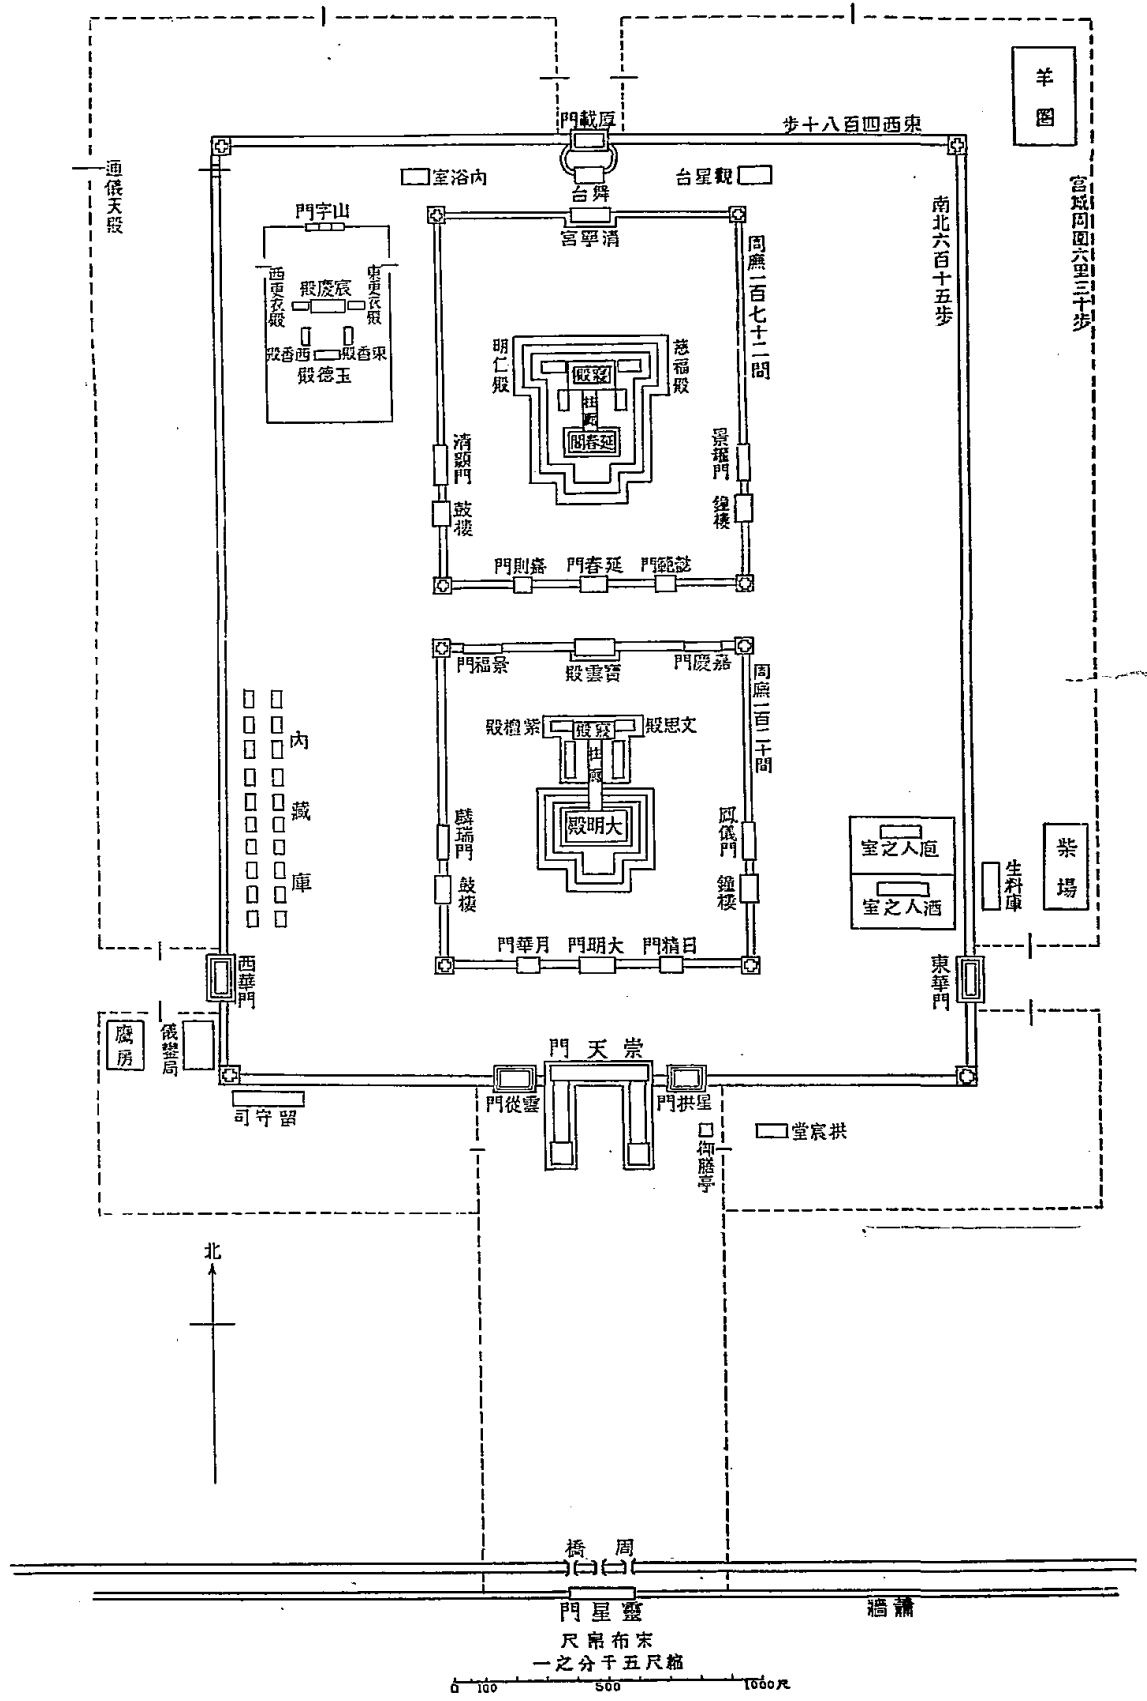 羊圈
厚載門
東西四百八十步
通儀天殿
內浴室
舞台
觀星台
宮城周圍六里三十步
南北六百十五步
山字門
清寧宮
周廡一百七十二間
西更衣殿
宸慶殿
東更衣殿
西香殿
東香殿
玉德殿
明仁殿
慈福殿
寢殿
柱廊
延春閣
清顥門
景耀門
鼓樓
鐘樓
嘉則門
延春門
懿範門
景福門
寶雲殿
嘉慶門
周廡一百二十間
內藏庫
紫檀殿
寢殿
文思殿
柱廊
大明殿
麟瑞門
鳳儀門
鼓樓
鐘樓
庖人之室
酒人之室
生料庫
柴場
月華門
大明門
日精門
西華門
東華門
鷹房
儀鸞局
崇天門
雲從門
星拱門
留守司
御膳亭
拱宸堂
北
周橋
靈星門
蕭牆
宋布帛尺
縮尺五千分之一
0 100 500 1000尺